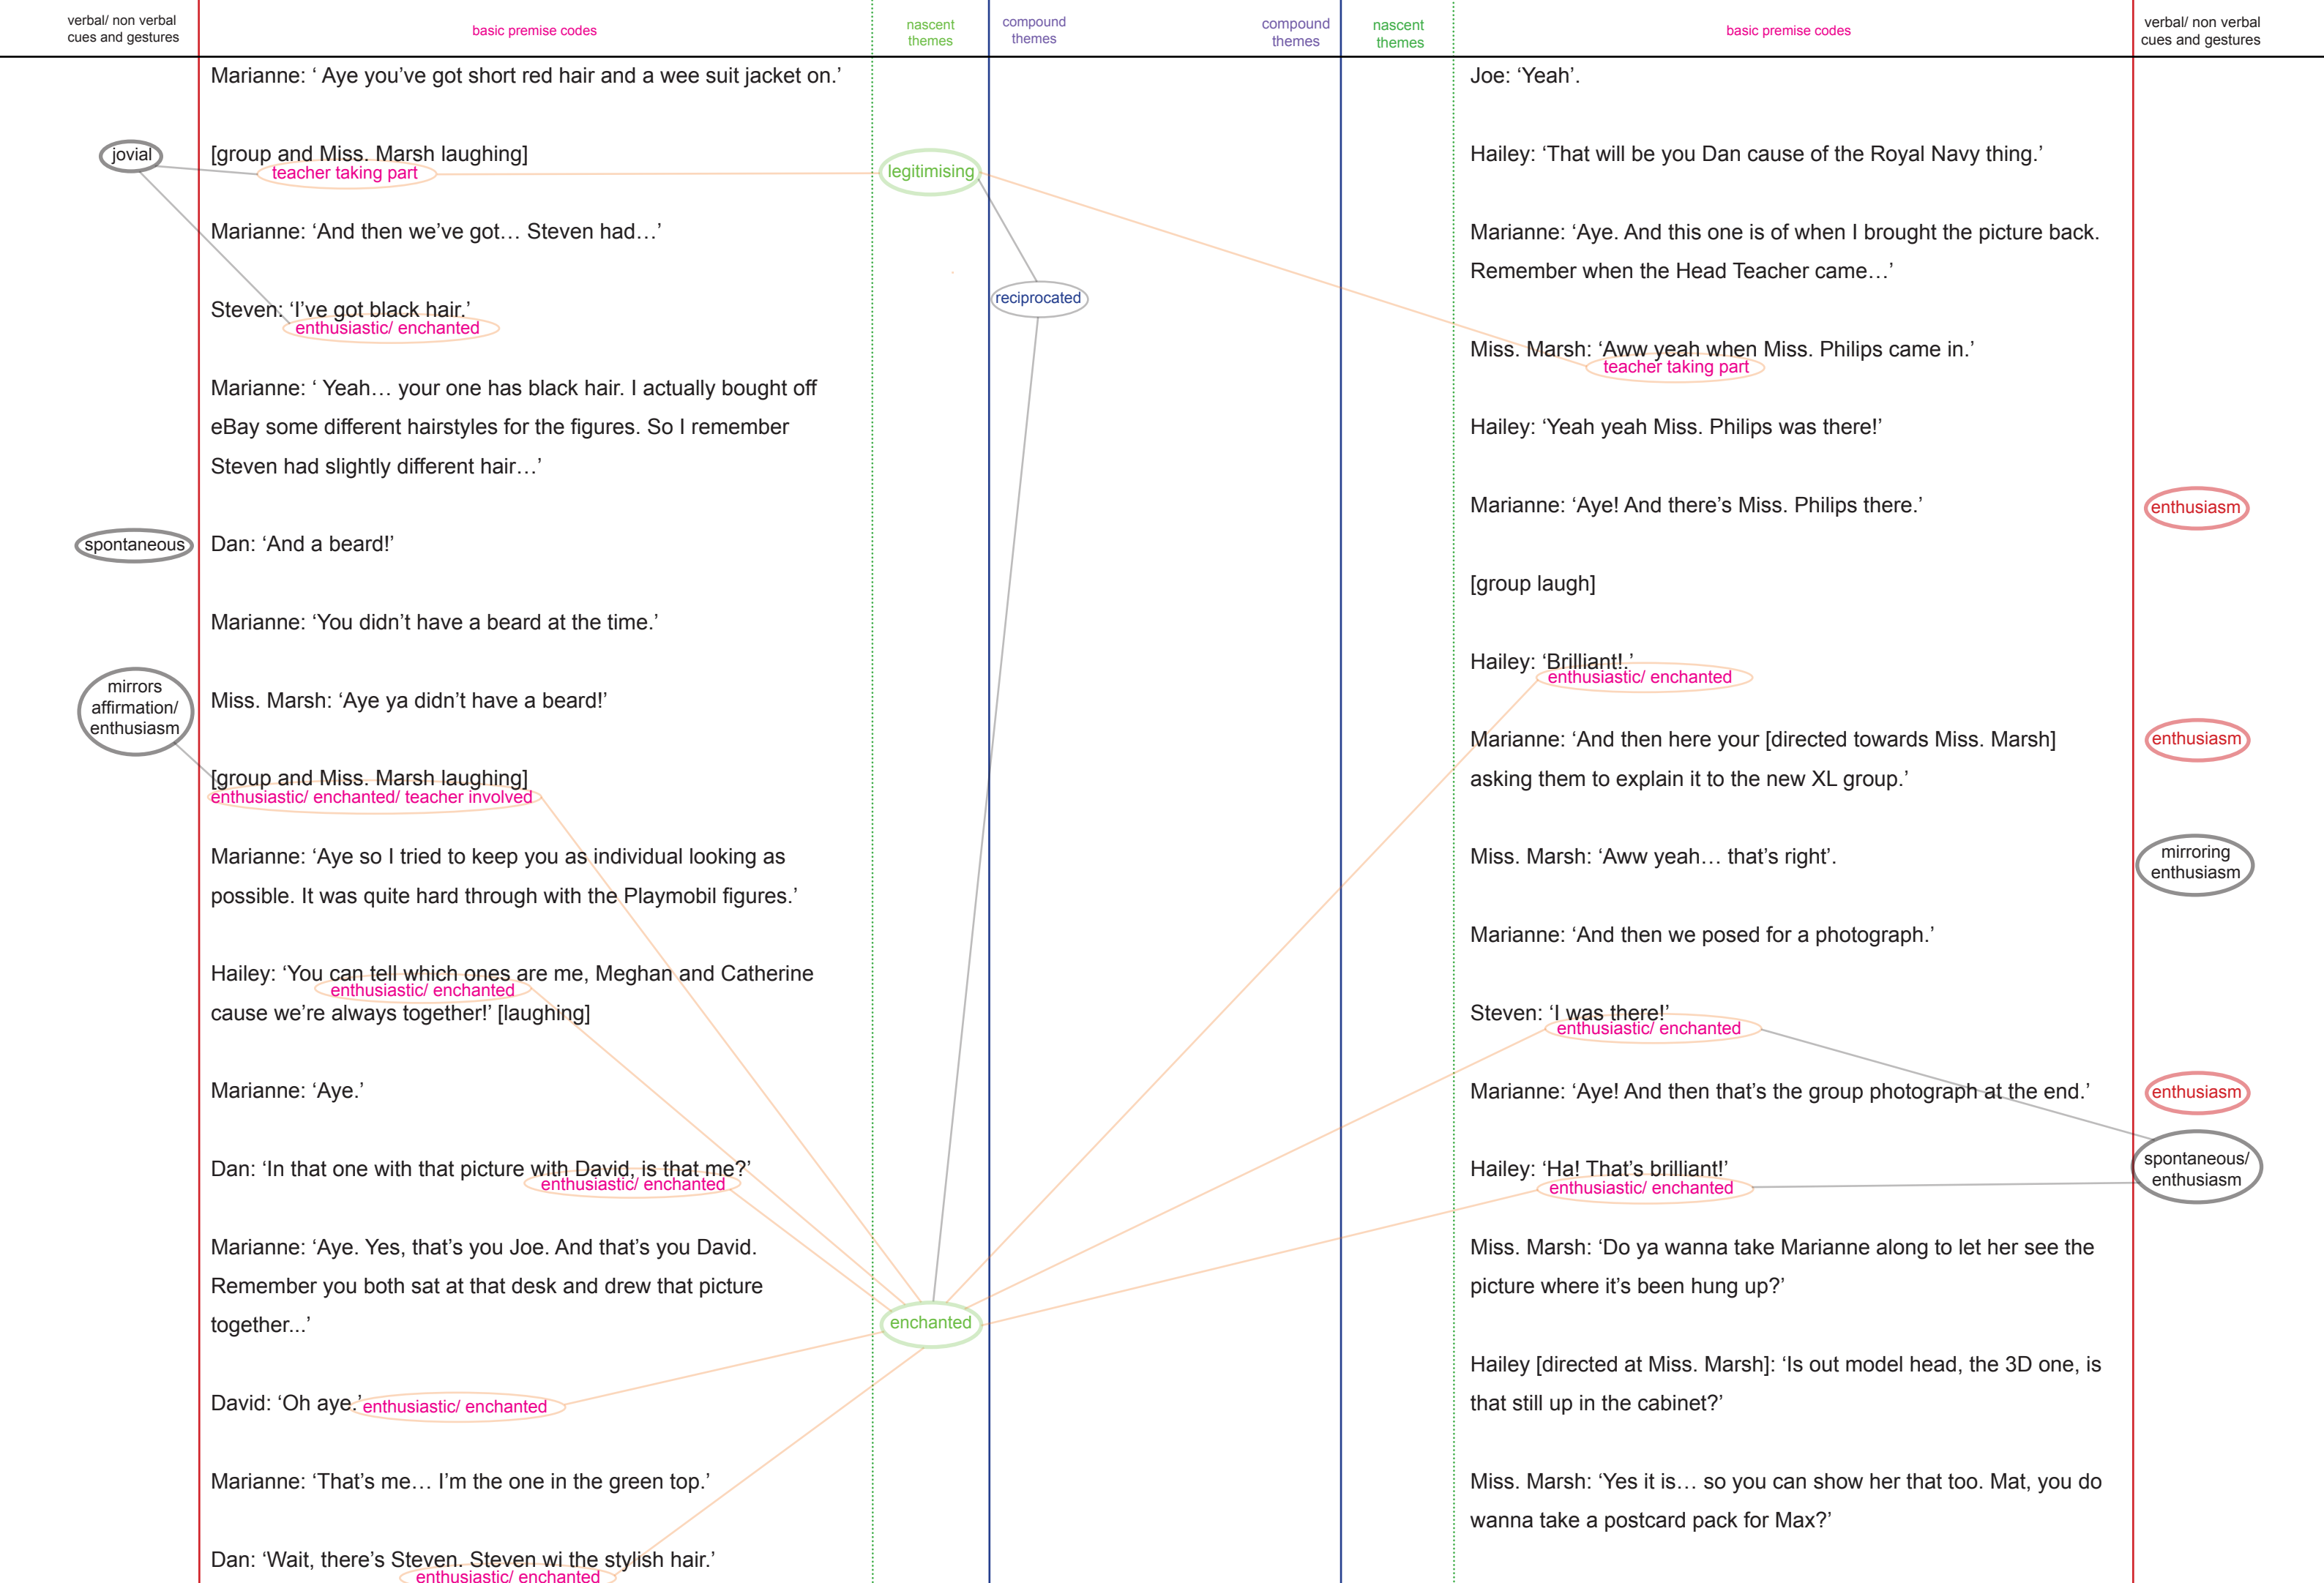 verbal/ non verbal
cues and gestures
basic premise codes
nascent
themes
compound
themes
compound
themes
nascent
themes
basic premise codes
verbal/ non verbal
cues and gestures
Marianne: ‘ Aye you’ve got short red hair and a wee suit jacket on.’
jovial
[group and Miss. Marsh laughing]
teacher taking part
legitimising
Marianne: ‘And then we’ve got… Steven had…’
reciprocated
Steven: ‘I’ve got black hair.’
enthusiastic/ enchanted
Marianne: ‘ Yeah… your one has black hair. I actually bought off
eBay some different hairstyles for the figures. So I remember
Steven had slightly different hair…’
spontaneous
Dan: ‘And a beard!’
Marianne: ‘You didn’t have a beard at the time.’
mirrors
affirmation/
enthusiasm
Miss. Marsh: ‘Aye ya didn’t have a beard!’
[group and Miss. Marsh laughing]
enthusiastic/ enchanted/ teacher involved
Marianne: ‘Aye so I tried to keep you as individual looking as
possible. It was quite hard through with the Playmobil figures.’
Hailey: ‘You can tell which ones are me, Meghan and Catherine
enthusiastic/ enchanted
cause we’re always together!’ [laughing]
Marianne: ‘Aye.’
Dan: ‘In that one with that picture with David, is that me?’
enthusiastic/ enchanted
Marianne: ‘Aye. Yes, that’s you Joe. And that’s you David.
Remember you both sat at that desk and drew that picture
together...’
enchanted
David: ‘Oh aye.’
enthusiastic/ enchanted
Marianne: ‘That’s me… I’m the one in the green top.’
Dan: ‘Wait, there’s Steven. Steven wi the stylish hair.’
enthusiastic/ enchanted
Joe: ‘Yeah’.
Hailey: ‘That will be you Dan cause of the Royal Navy thing.’
Marianne: ‘Aye. And this one is of when I brought the picture back.
Remember when the Head Teacher came…’
Miss. Marsh: ‘Aww yeah when Miss. Philips came in.’
teacher taking part
Hailey: ‘Yeah yeah Miss. Philips was there!’
Marianne: ‘Aye! And there’s Miss. Philips there.’
enthusiasm
[group laugh]
Hailey: ‘Brilliant!.’
enthusiastic/ enchanted
Marianne: ‘And then here your [directed towards Miss. Marsh]
asking them to explain it to the new XL group.’
enthusiasm
Miss. Marsh: ‘Aww yeah… that’s right’.
mirroring
enthusiasm
Marianne: ‘And then we posed for a photograph.’
Steven: ‘I was there!’
enthusiastic/ enchanted
Marianne: ‘Aye! And then that’s the group photograph at the end.’
enthusiasm
Hailey: ‘Ha! That’s brilliant!’
enthusiastic/ enchanted
spontaneous/
enthusiasm
Miss. Marsh: ‘Do ya wanna take Marianne along to let her see the
picture where it’s been hung up?’
Hailey [directed at Miss. Marsh]: ‘Is out model head, the 3D one, is
that still up in the cabinet?’
Miss. Marsh: ‘Yes it is… so you can show her that too. Mat, you do
wanna take a postcard pack for Max?’